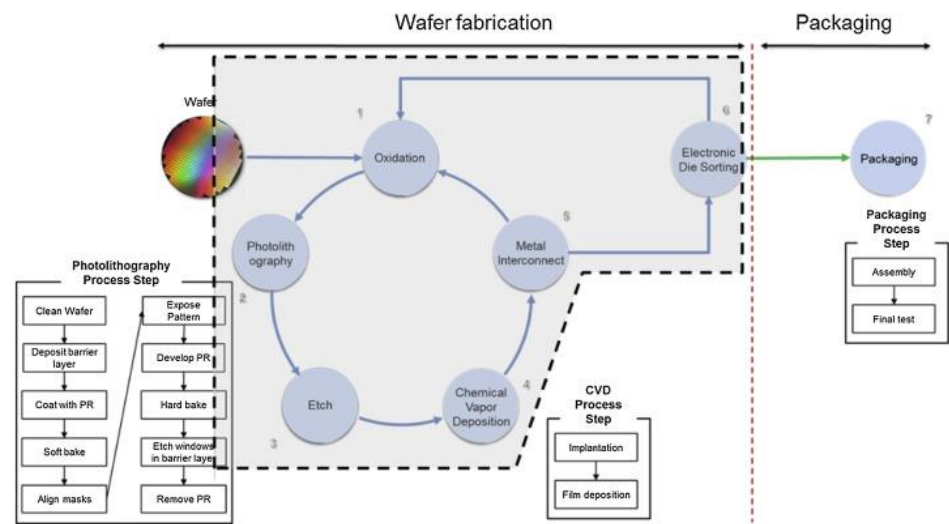 Wafer fabrication
Packaging
Wafer
1
Oxidation
6
Electronic
Die Sorting
7
Packaging
Photolith
ography
2
5
Metal
Interconnect
Etch
3
Chemical
Vapor
Deposition
4
Photolithography
Process Step
Clean Wafer
Deposit barrier
layer
Coat with PR
Soft bake
Align masks
Expose
Pattern
Develop PR
Hard bake
Etch windows
in barrier layer
Remove PR
CVD
Process
Step
Implantation
Film deposition
Packaging
Process
Step
Assembly
Final test